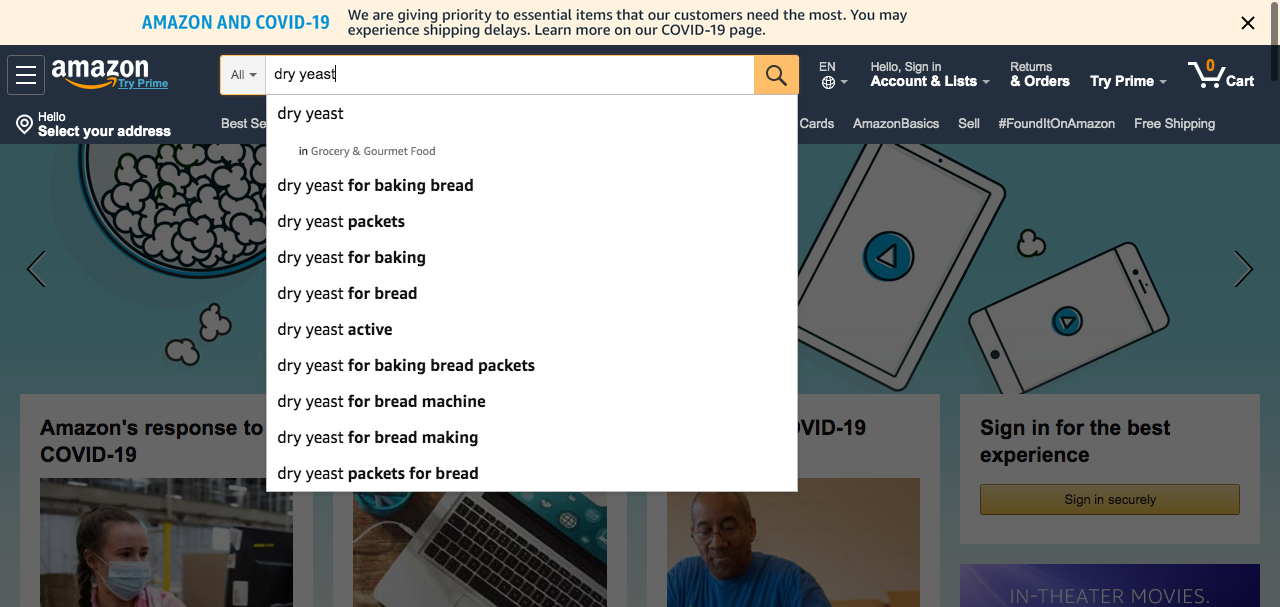 AMAZON AND COVID-19
We are giving priority to essential items that our customers need the most. You may
experience shipping delays. Learn more on our COVID-19 page.
amazon
Try Prime
All
dry yeast
EN
Hello, Sign in
Account & Lists
Returns
& Orders
Try Prime
0
Cart
Hello
Select your address
Best Se
Cards
AmazonBasics
Sell
#FoundItOnAmazon
Free Shipping
dry yeast
in Grocery & Gourmet Food
dry yeast for baking bread
dry yeast packets
dry yeast for baking
dry yeast for bread
dry yeast active
dry yeast for baking bread packets
dry yeast for bread machine
dry yeast for bread making
dry yeast packets for bread
Amazon's response to
COVID-19
VID-19
Sign in for the best
experience
Sign in securely
IN-THEATER MOVIES.